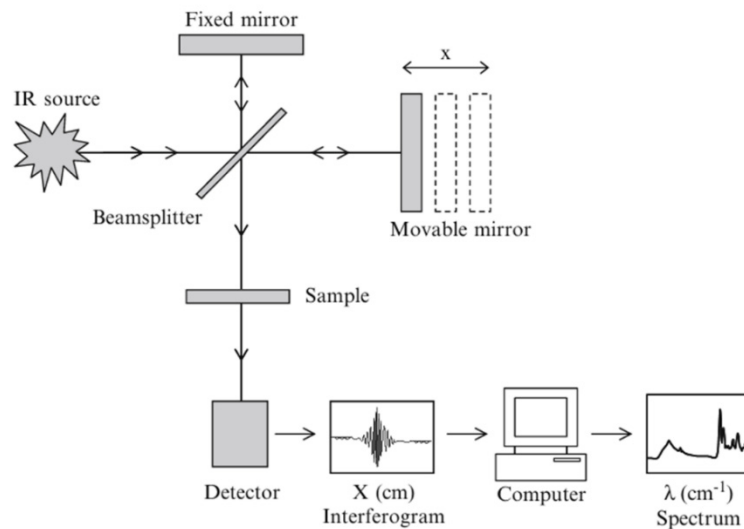 Fixed mirror
x
IR source
Beamsplitter
Movable mirror
Sample
Detector
X (cm)
Interferogram
Computer
λ (cm⁻¹)
Spectrum